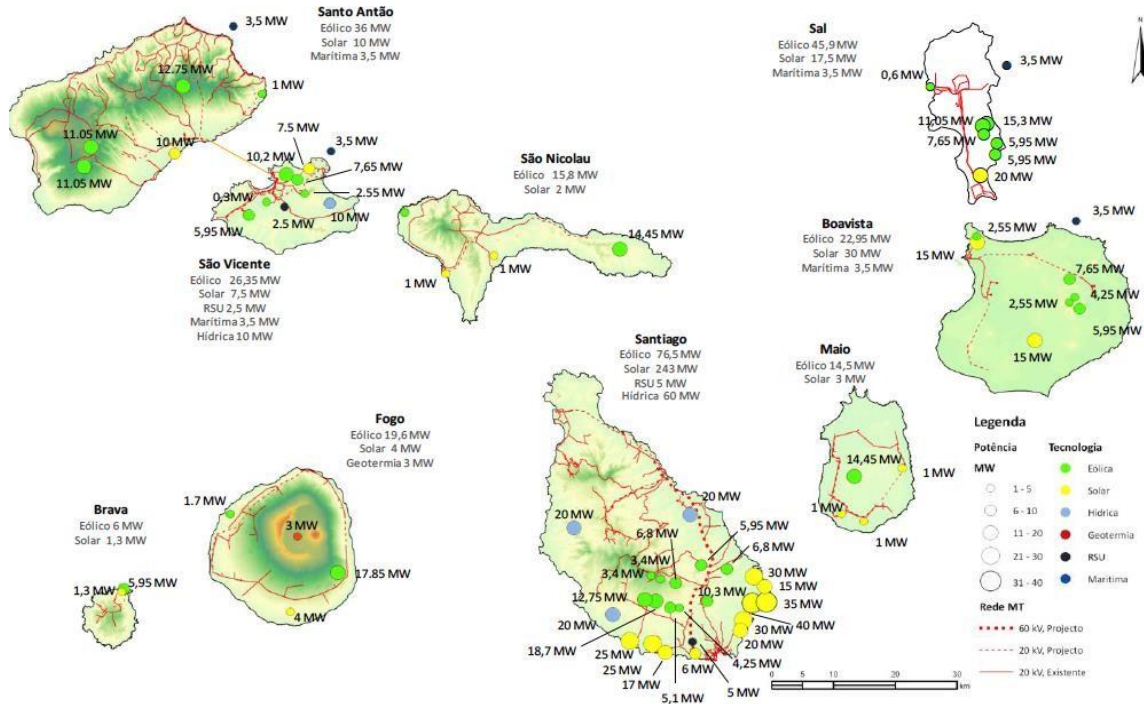 Santo Antão
Eólico 36 MW
Solar 10 MW
Marítima 3,5 MW
3,5 MW
12.75 MW
1 MW
11.05 MW
11.05 MW
10 MW
7.5 MW
3,5 MW
10,2 MW
7,65 MW
2.55 MW
0,3MW
10 MW
5,95 MW
2.5 MW
São Vicente
Eólico 26,35 MW
Solar 7,5 MW
RSU 2,5 MW
Marítima 3,5 MW
Hídrica 10 MW
São Nicolau
Eólico 15,8 MW
Solar 2 MW
14,45 MW
1 MW
1 MW
Sal
Eólico 45,9 MW
Solar 17,5 MW
Marítima 3,5 MW
N
3,5 MW
0,6 MW
11.05 MW
15,3 MW
7,65 MW
5,95 MW
5,95 MW
20 MW
Boavista
Eólico 22,95 MW
Solar 30 MW
Marítima 3,5 MW
3,5 MW
2,55 MW
15 MW
7,65 MW
4,25 MW
2,55 MW
5,95 MW
15 MW
Santiago
Eólico 76,5 MW
Solar 243 MW
RSU 5 MW
Hídrica 60 MW
20 MW
20 MW
5,95 MW
6,8 MW
6,8 MW
3,4 MW
3,4 MW
30 MW
15 MW
12,75 MW
10,3 MW
35 MW
40 MW
20 MW
30 MW
20 MW
18,7 MW
25 MW
25 MW
17 MW
6 MW
4,25 MW
5 MW
5,1 MW
Maio
Eólico 14,5 MW
Solar 3 MW
14,45 MW
1 MW
1 MW
1 MW
Fogo
Eólico 19,6 MW
Solar 4 MW
Geotermia 3 MW
1.7 MW
3 MW
17.85 MW
4 MW
Brava
Eólico 6 MW
Solar 1,3 MW
1,3 MW
5,95 MW
Legenda
Potência
Tecnologia
MW
Eólica
1 - 5
Solar
6 - 10
Hídrica
11 - 20
Geotermia
21 - 30
RSU
31 - 40
Marítima
Rede MT
60 kV, Projecto
20 kV, Projecto
20 kV, Existente
0
10
20
30
km